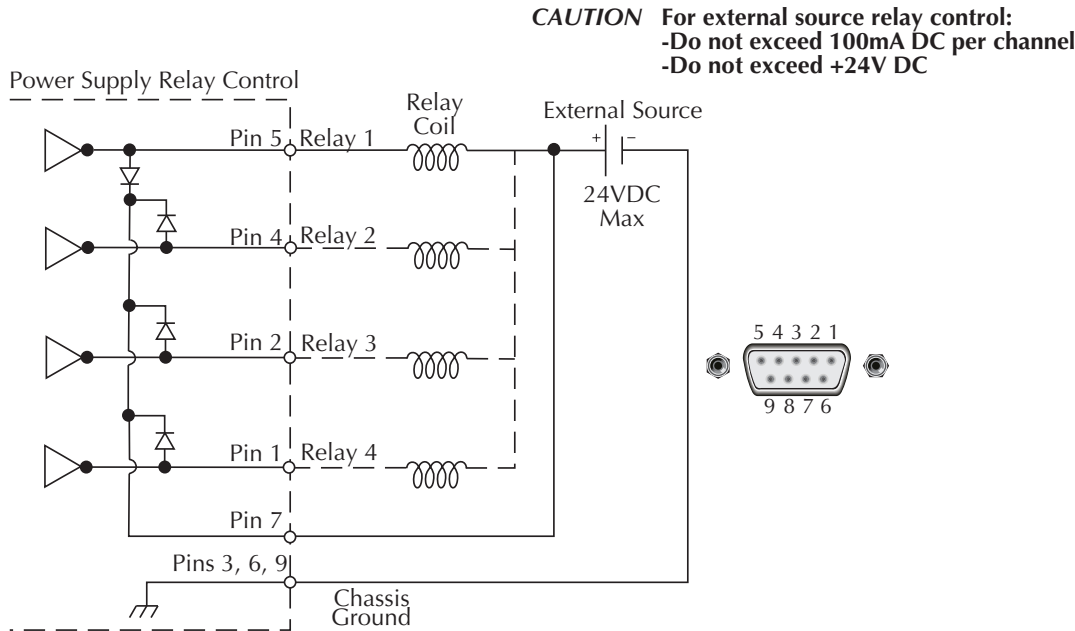 CAUTION For external source relay control:
-Do not exceed 100mA DC per channel
-Do not exceed +24V DC
Power Supply Relay Control
Relay
Coil
External Source
+ −
24VDC
Max
Pin 5 Relay 1
Pin 4 Relay 2
Pin 2 Relay 3
Pin 1 Relay 4
Pin 7
Pins 3, 6, 9
Chassis
Ground
5 4 3 2 1
9 8 7 6